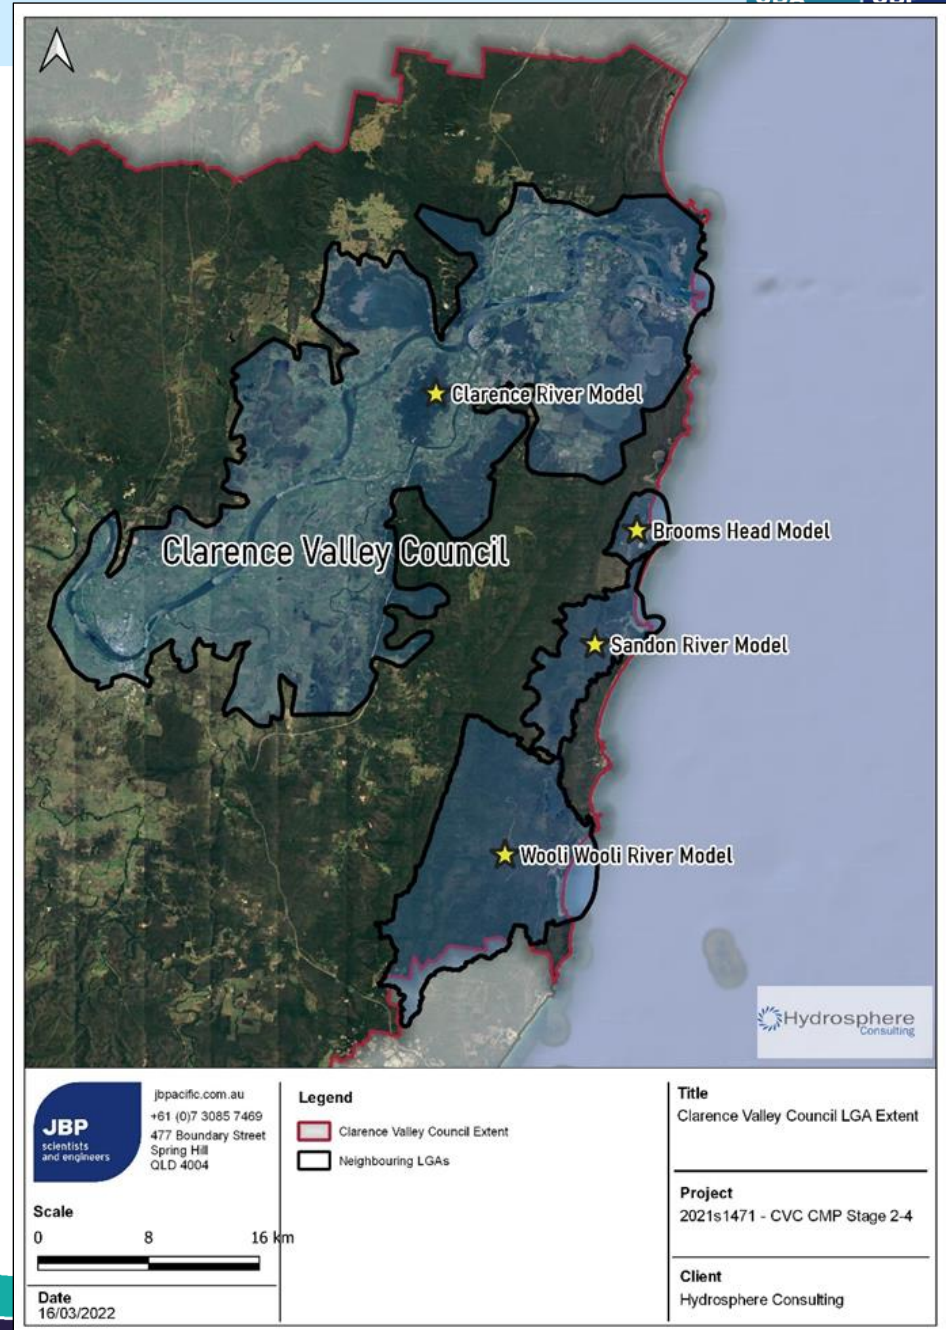 Clarence River Model
Brooms Head Model
Clarence Valley Council
Sandon River Model
Wooli Wooli River Model
Hydrosphere
Consulting
JBP
scientists
and engineers
jbpacific.com.au
+61 (0)7 3085 7469
477 Boundary Street
Spring Hill
QLD 4004
Scale
0 8 16 km
Date
16/03/2022
Legend
Clarence Valley Council Extent
Neighbouring LGAs
Title
Clarence Valley Council LGA Extent
Project
2021s1471 - CVC CMP Stage 2-4
Client
Hydrosphere Consulting